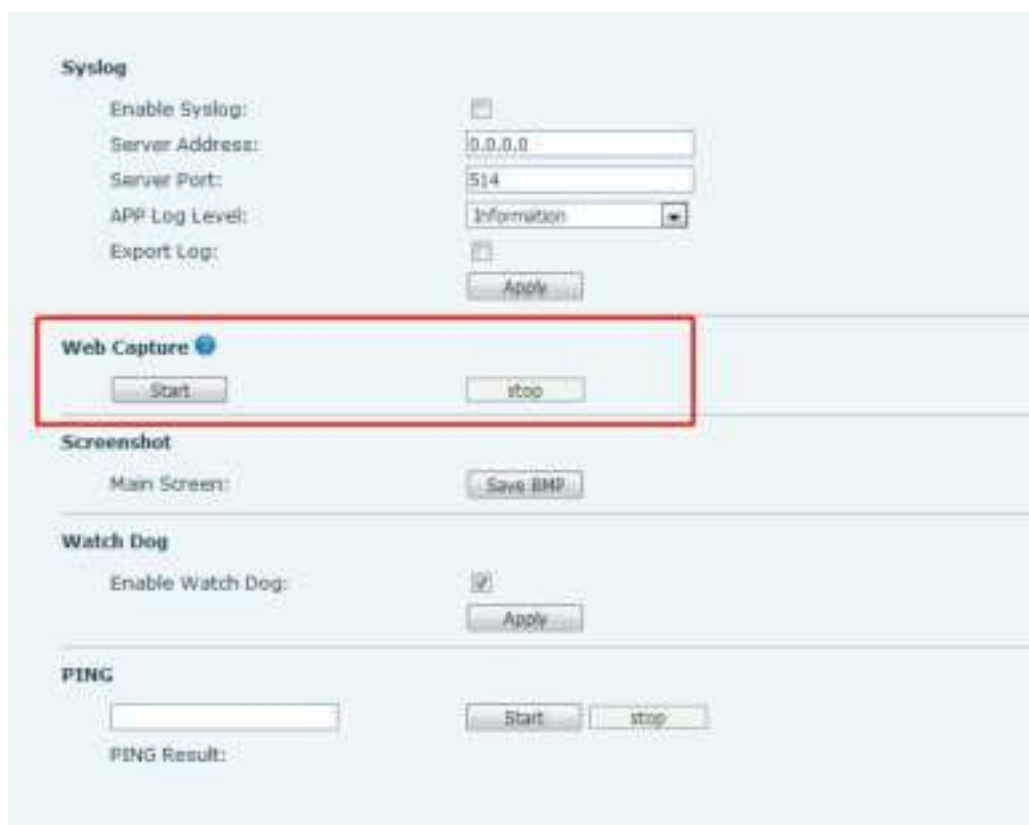 Syslog
Enable Syslog:
Server Address: 0.0.0.0
Server Port: 514
APP Log Level: Information
Export Log:
Apply
Web Capture
Start stop
Screenshot
Main Screen: Save BMP
Watch Dog
Enable Watch Dog:
Apply
PING
Start stop
PING Result: